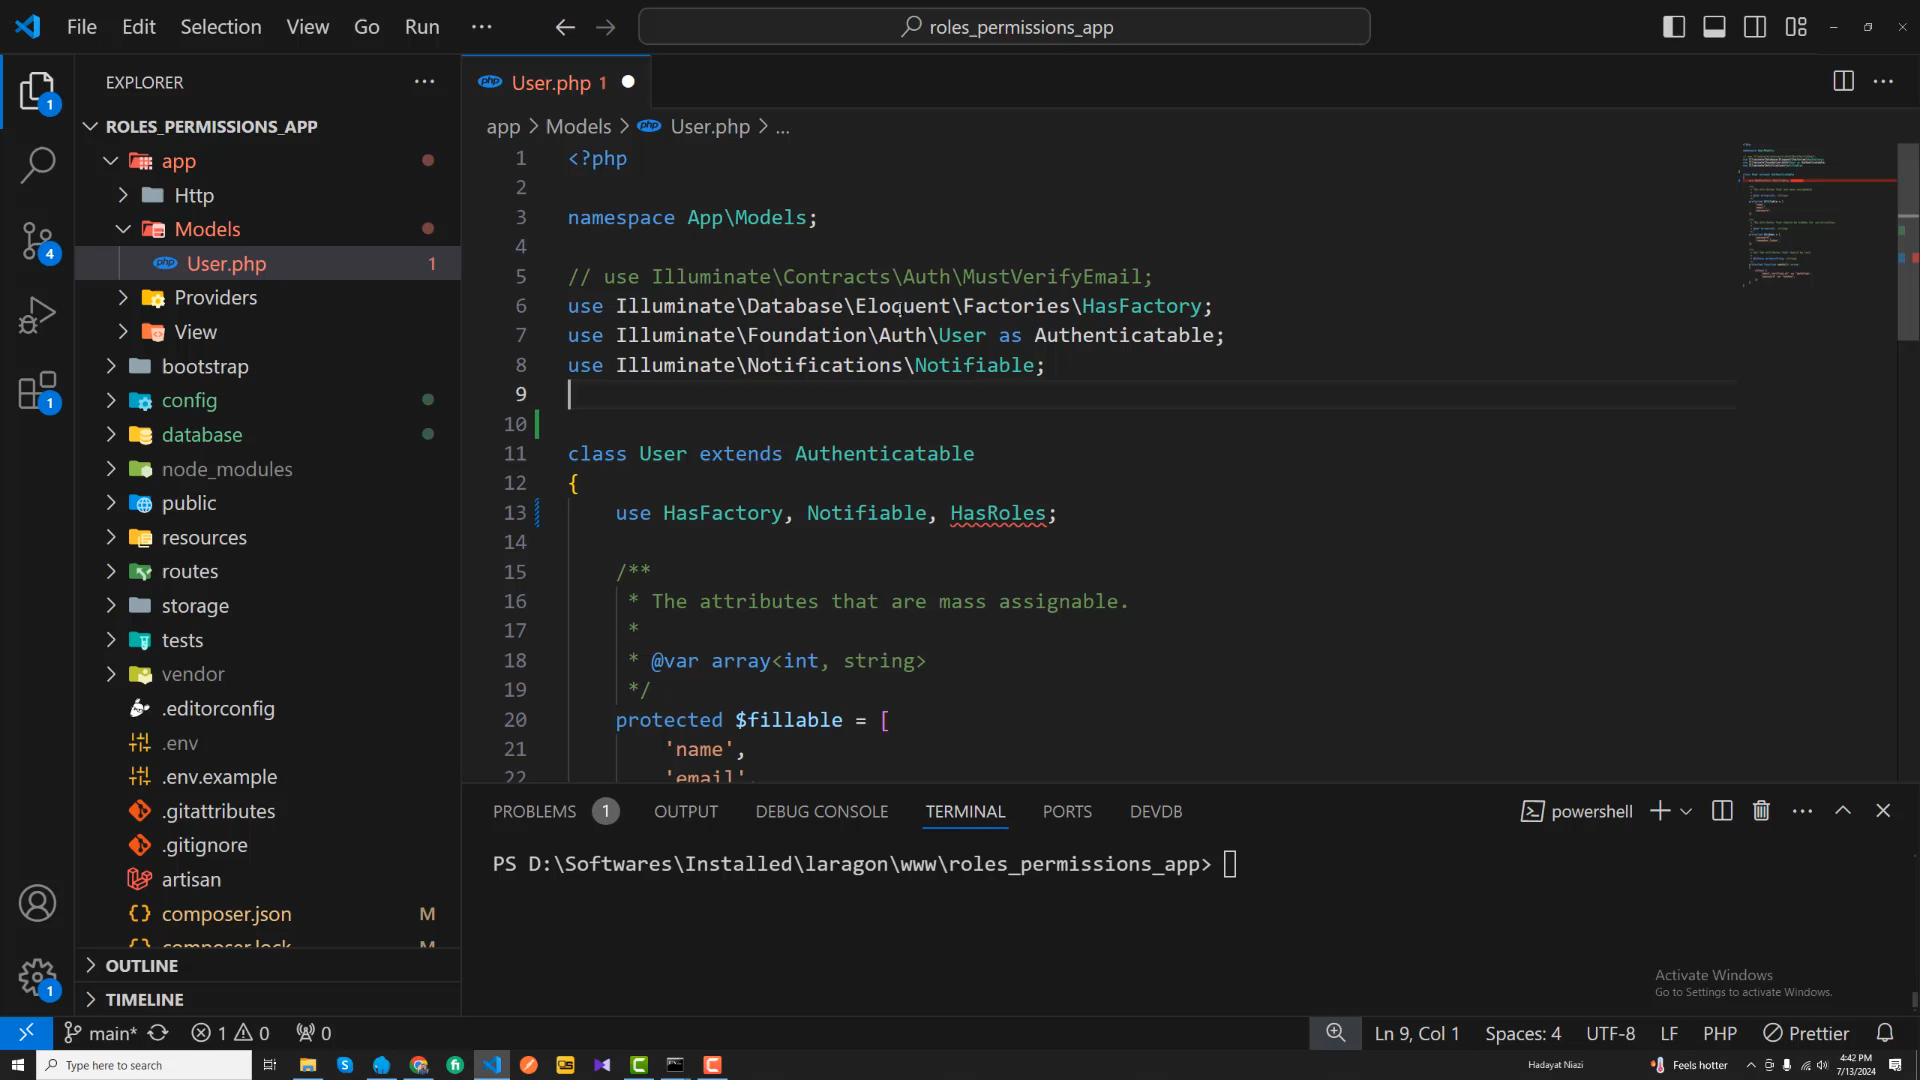 File Edit Selection View Go Run ...
roles_permissions_app
EXPLORER
ROLES_PERMISSIONS_APP
app
Http
Models
User.php 1
Providers
View
bootstrap
config
database
node_modules
public
resources
routes
storage
tests
vendor
.editorconfig
.env
.env.example
.gitattributes
.gitignore
artisan
composer.json M
composer.lock M
OUTLINE
TIMELINE
1
4
1
1
User.php 1
app > Models > User.php > ...
1 <?php
2
3 namespace App\Models;
4
5 // use Illuminate\Contracts\Auth\MustVerifyEmail;
6 use Illuminate\Database\Eloquent\Factories\HasFactory;
7 use Illuminate\Foundation\Auth\User as Authenticatable;
8 use Illuminate\Notifications\Notifiable;
9
10
11 class User extends Authenticatable
12 {
13 use HasFactory, Notifiable, HasRoles;
14
15 /**
16 * The attributes that are mass assignable.
17 *
18 * @var array<int, string>
19 */
20 protected $fillable = [
21 'name',
22 'email',
PROBLEMS 1 OUTPUT DEBUG CONSOLE TERMINAL PORTS DEVDB
powershell
PS D:\Softwares\Installed\laragon\www\roles_permissions_app>
Activate Windows
Go to Settings to activate Windows.
main* 1 0 0
Ln 9, Col 1 Spaces: 4 UTF-8 LF PHP Prettier
Type here to search
Hadayat Niazi
Feels hotter
4:42 PM
7/13/2024